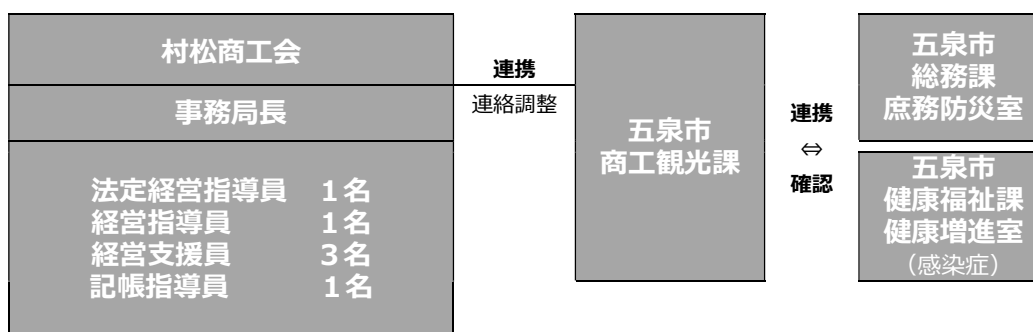 村松商工会
事務局長
法定経営指導員 １名
経営指導員 １名
経営支援員 ３名
記帳指導員 １名
連携
連絡調整
五泉市
商工観光課
連携
⇔
確認
五泉市
総務課
庶務防災室
五泉市
健康福祉課
健康増進室
（感染症）